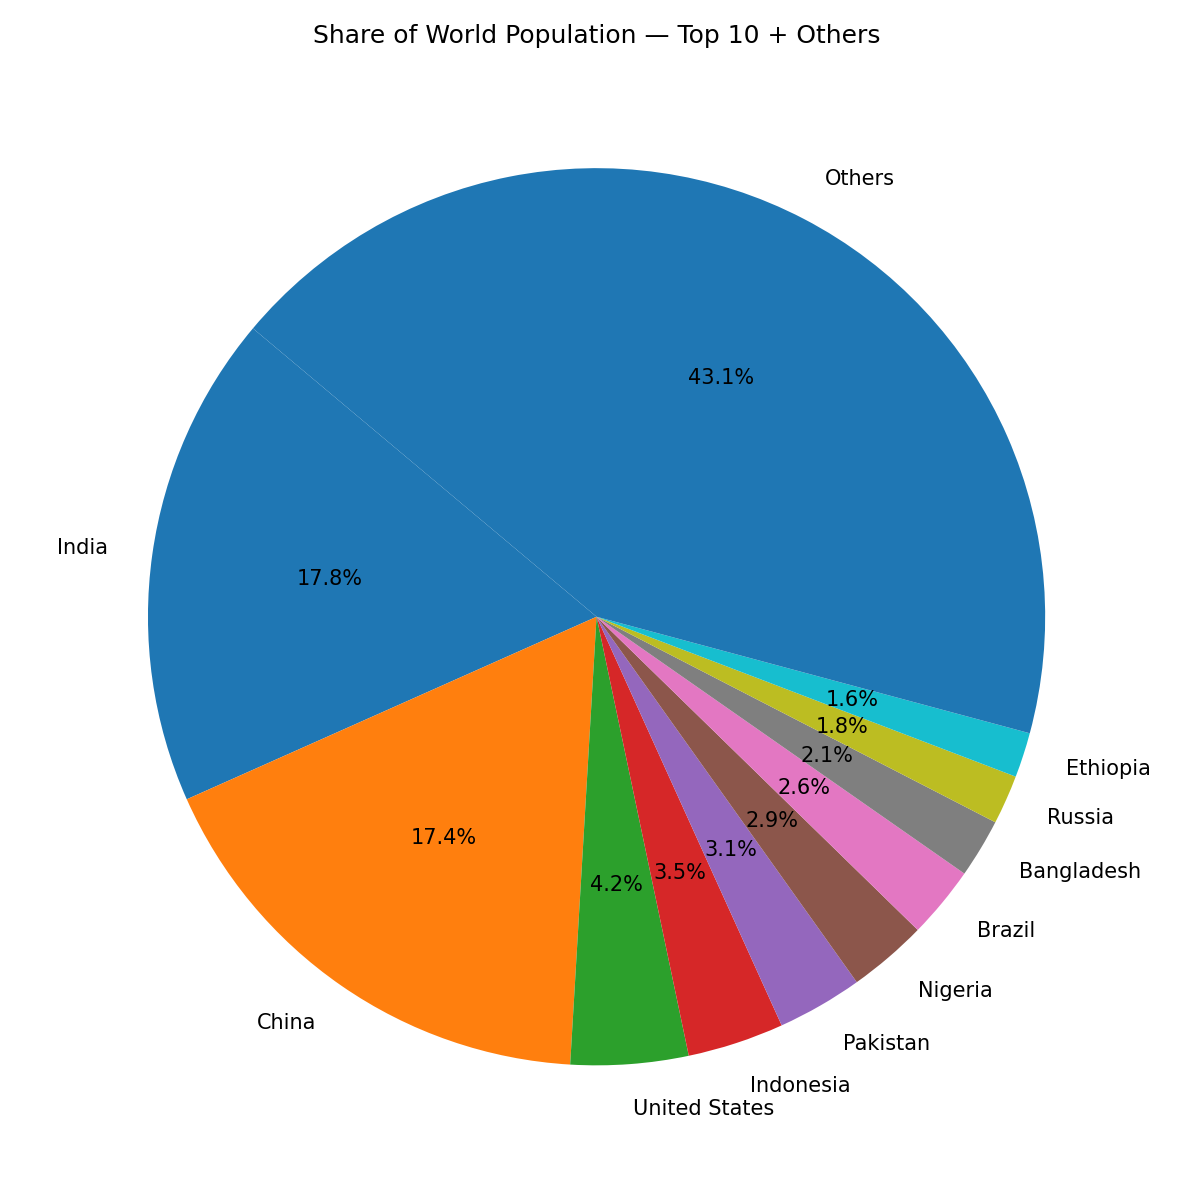 Share of World Population — Top 10 + Others
Others
43.1%
India
17.8%
China
17.4%
United States
4.2%
Indonesia
3.5%
Pakistan
3.1%
Nigeria
2.9%
Brazil
2.6%
Bangladesh
2.1%
Russia
1.8%
Ethiopia
1.6%